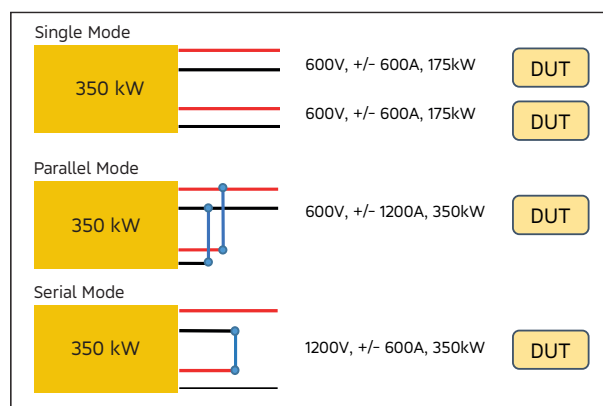 Single Mode
350 kW
600V, +/- 600A, 175kW
DUT
600V, +/- 600A, 175kW
DUT
Parallel Mode
350 kW
600V, +/- 1200A, 350kW
DUT
Serial Mode
350 kW
1200V, +/- 600A, 350kW
DUT